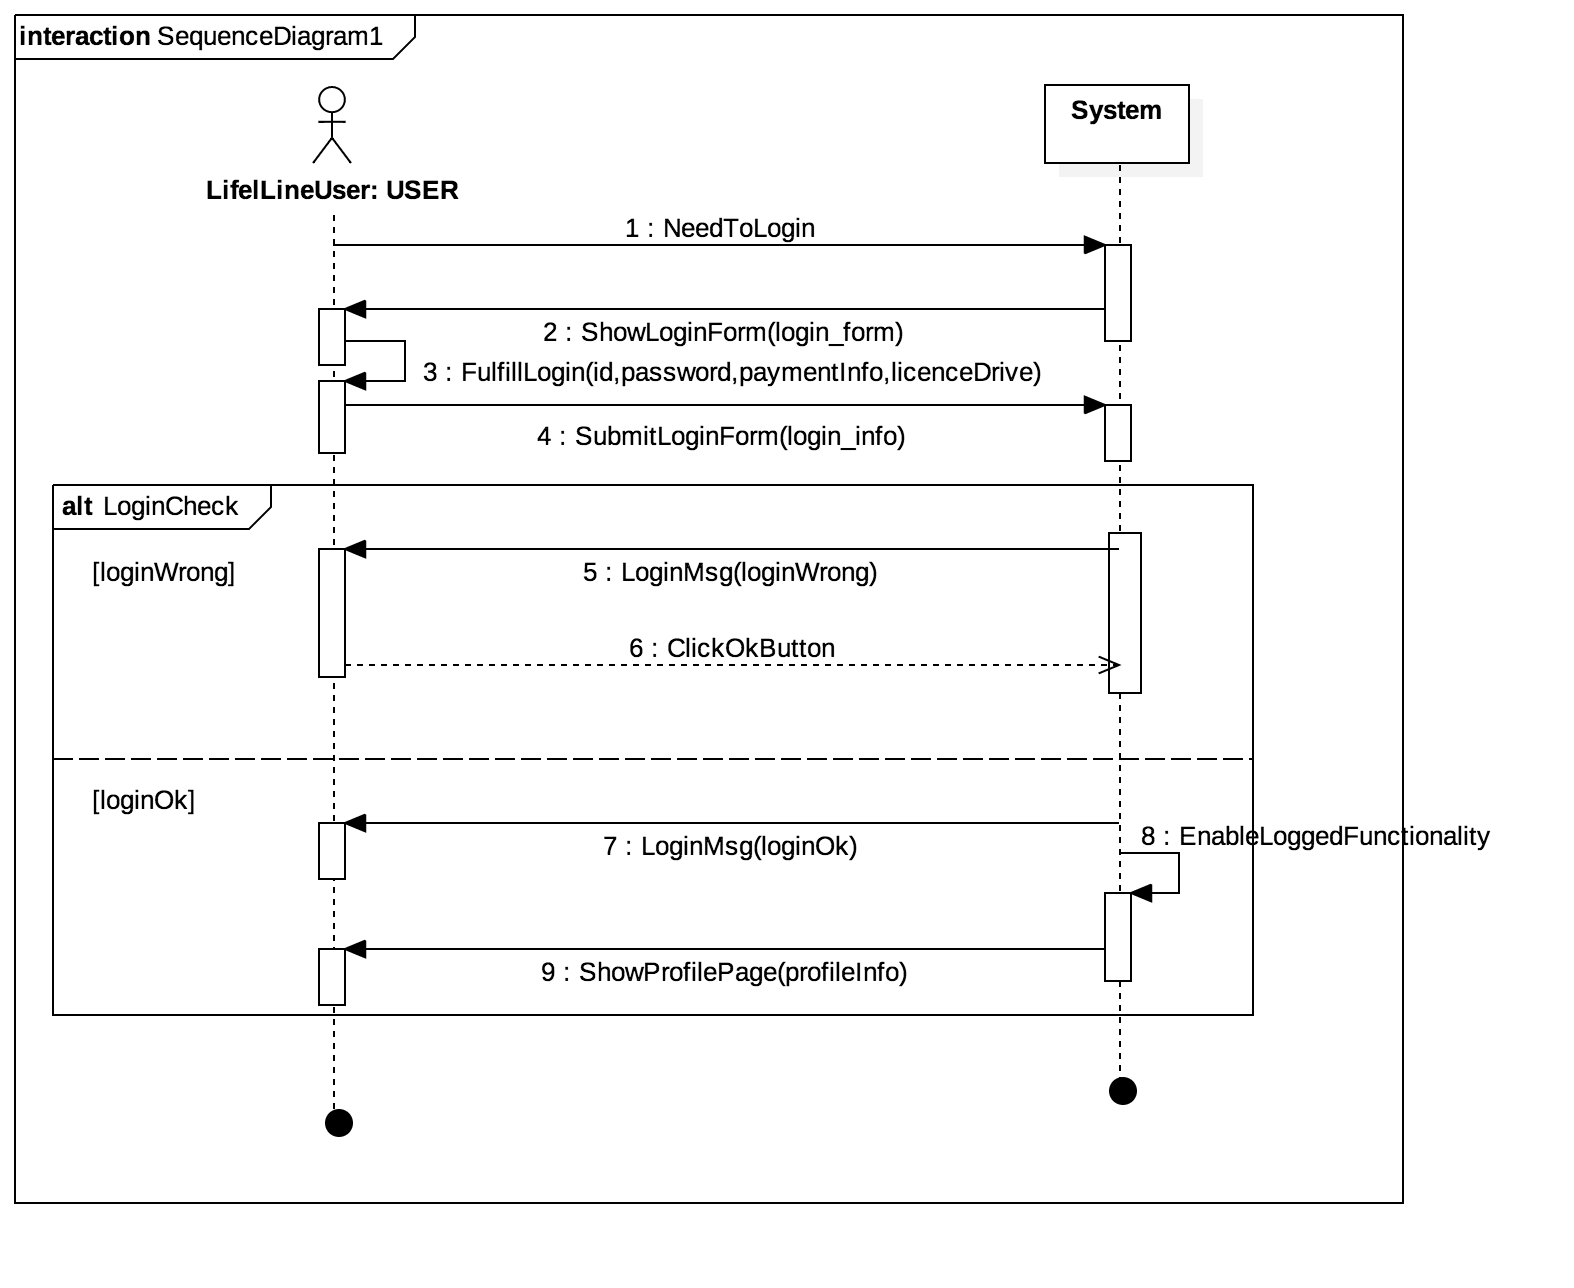 interaction SequenceDiagram1
System
LifelLineUser: USER
1 : NeedToLogin
2 : ShowLoginForm(login_form)
3 : FulfillLogin(id,password,paymentInfo,licenceDrive)
4 : SubmitLoginForm(login_info)
alt LoginCheck
[loginWrong]
5 : LoginMsg(loginWrong)
6 : ClickOkButton
[loginOk]
7 : LoginMsg(loginOk)
8 : EnableLoggedFunctionality
9 : ShowProfilePage(profileInfo)